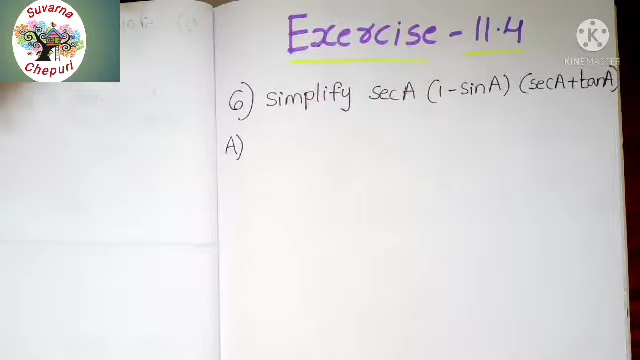 Suvarna
Chepuri
Exercise - 11.4
KINEMASTER
6) simplify secA (1-sinA) (secA+tanA)
A)